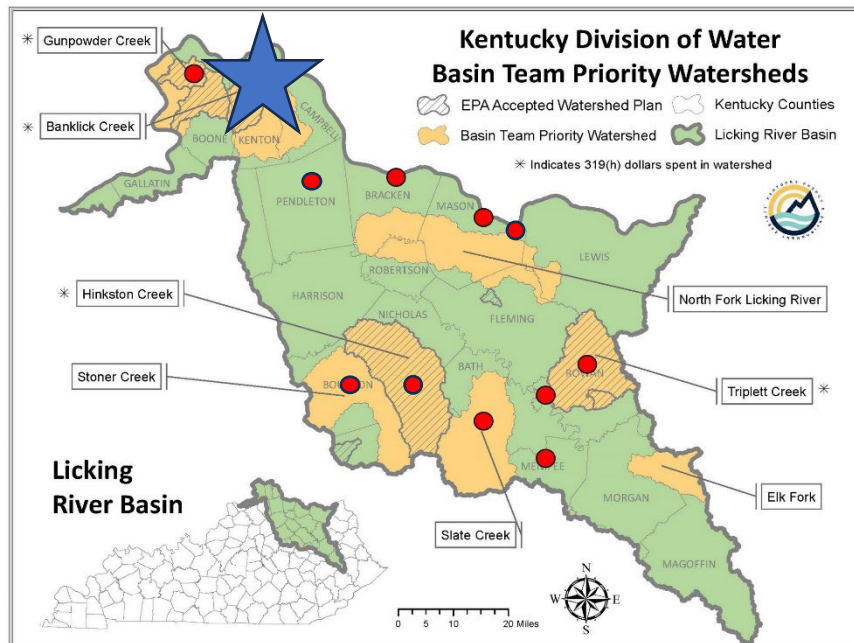 Kentucky Division of Water
Basin Team Priority Watersheds
EPA Accepted Watershed Plan
Kentucky Counties
Basin Team Priority Watershed
Licking River Basin
✳ Indicates 319(h) dollars spent in watershed
✳ Gunpowder Creek
✳ Banklick Creek
BOONE
KENTON
CAMPBELL
GALLATIN
PENDLETON
BRACKEN
MASON
LEWIS
ROBERTSON
HARRISON
✳ Hinkston Creek
North Fork Licking River
NICHOLAS
FLEMING
Stoner Creek
BATH
ROWAN
Triplett Creek ✳
MORGAN
Elk Fork
Slate Creek
MAGOFFIN
Licking
River Basin
N
W
E
S
0
5
10
20
Miles